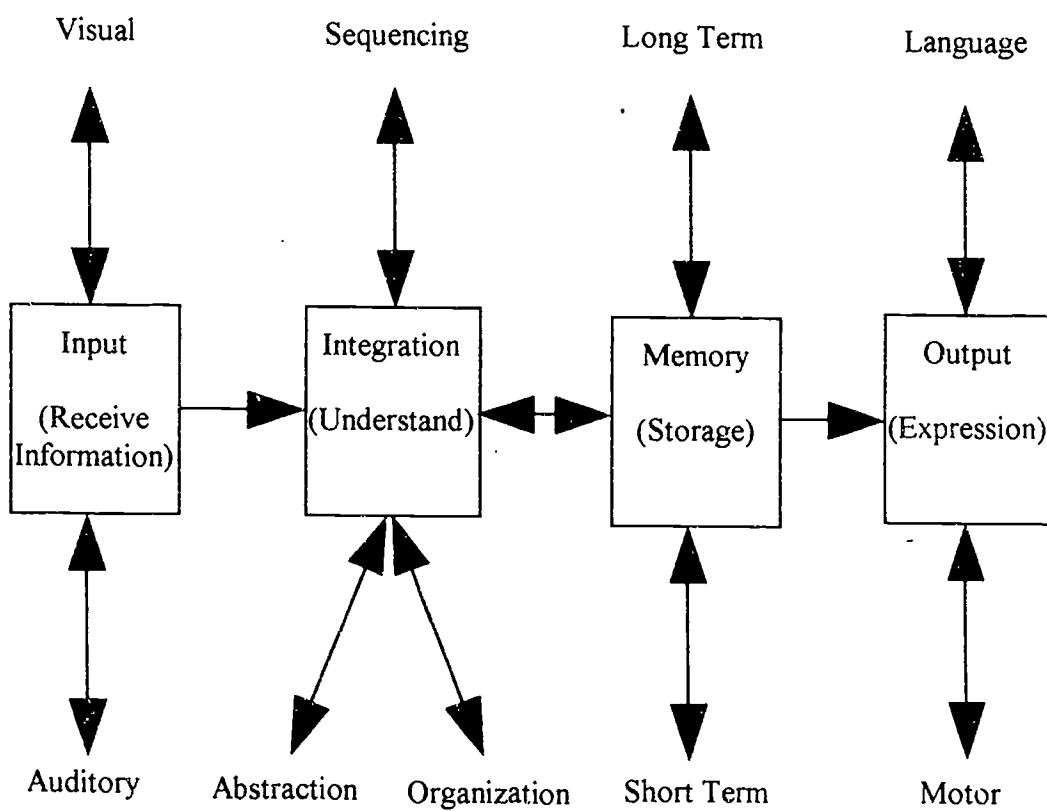 Visual
Sequencing
Long Term
Language
Input
(Receive
Information)
Integration
(Understand)
Memory
(Storage)
Output
(Expression)
Auditory
Abstraction
Organization
Short Term
Motor